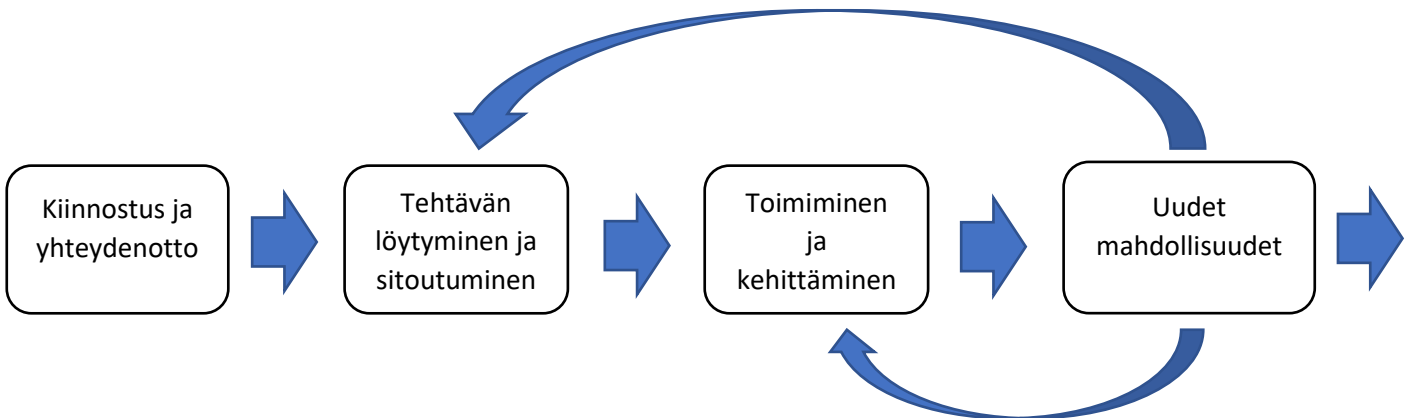 Kiinnostus ja
yhteydenotto
Tehtävän
löytyminen ja
sitoutuminen
Toimiminen
ja
kehittäminen
Uudet
mahdollisuudet